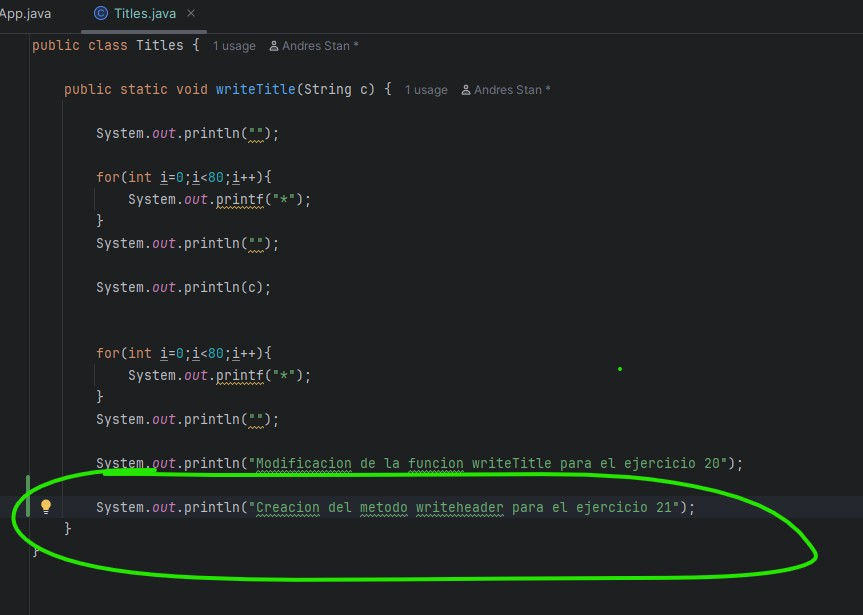 App.java Titles.java
public class Titles { 1 usage Andres Stan *
public static void writeTitle(String c) { 1 usage Andres Stan *
System.out.println("");
for(int i=0;i<80;i++){
System.out.printf("*");
}
System.out.println("");
System.out.println(c);
for(int i=0;i<80;i++){
System.out.printf("*");
}
System.out.println("");
System.out.println("Modificacion de la funcion writeTitle para el ejercicio 20");
System.out.println("Creacion del metodo writeheader para el ejercicio 21");
}
}